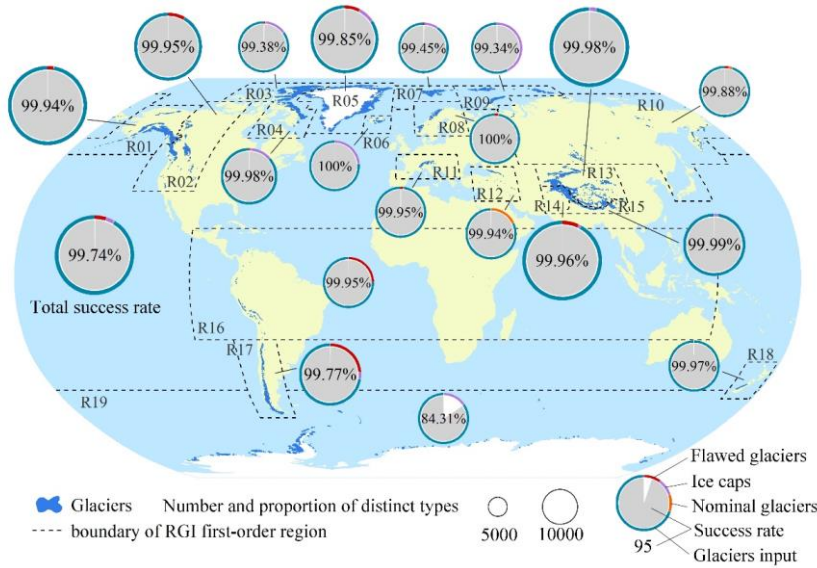 99.95%
99.38%
99.85%
99.45%
99.34%
99.98%
99.88%
99.94%
R03
R05
R07
R09
R10
R01
R04
R06
R08
100%
R02
99.98%
100%
R11
R13
R12
R14
R15
99.95%
99.94%
99.99%
99.74%
99.96%
Total success rate
99.95%
R16
R17
99.77%
99.97%
R18
R19
84.31%
Flawed glaciers
Ice caps
Nominal glaciers
Success rate
Glaciers input
95
Glaciers
Number and proportion of distinct types
5000
10000
boundary of RGI first-order region